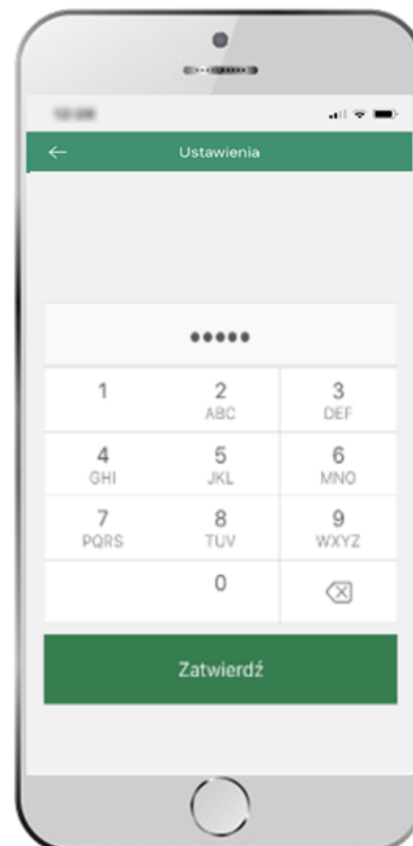 Ustawienia
•••••
1 2 3
ABC DEF
4 5 6
GHI JKL MNO
7 8 9
PQRS TUV WXYZ
0
Zatwierdź